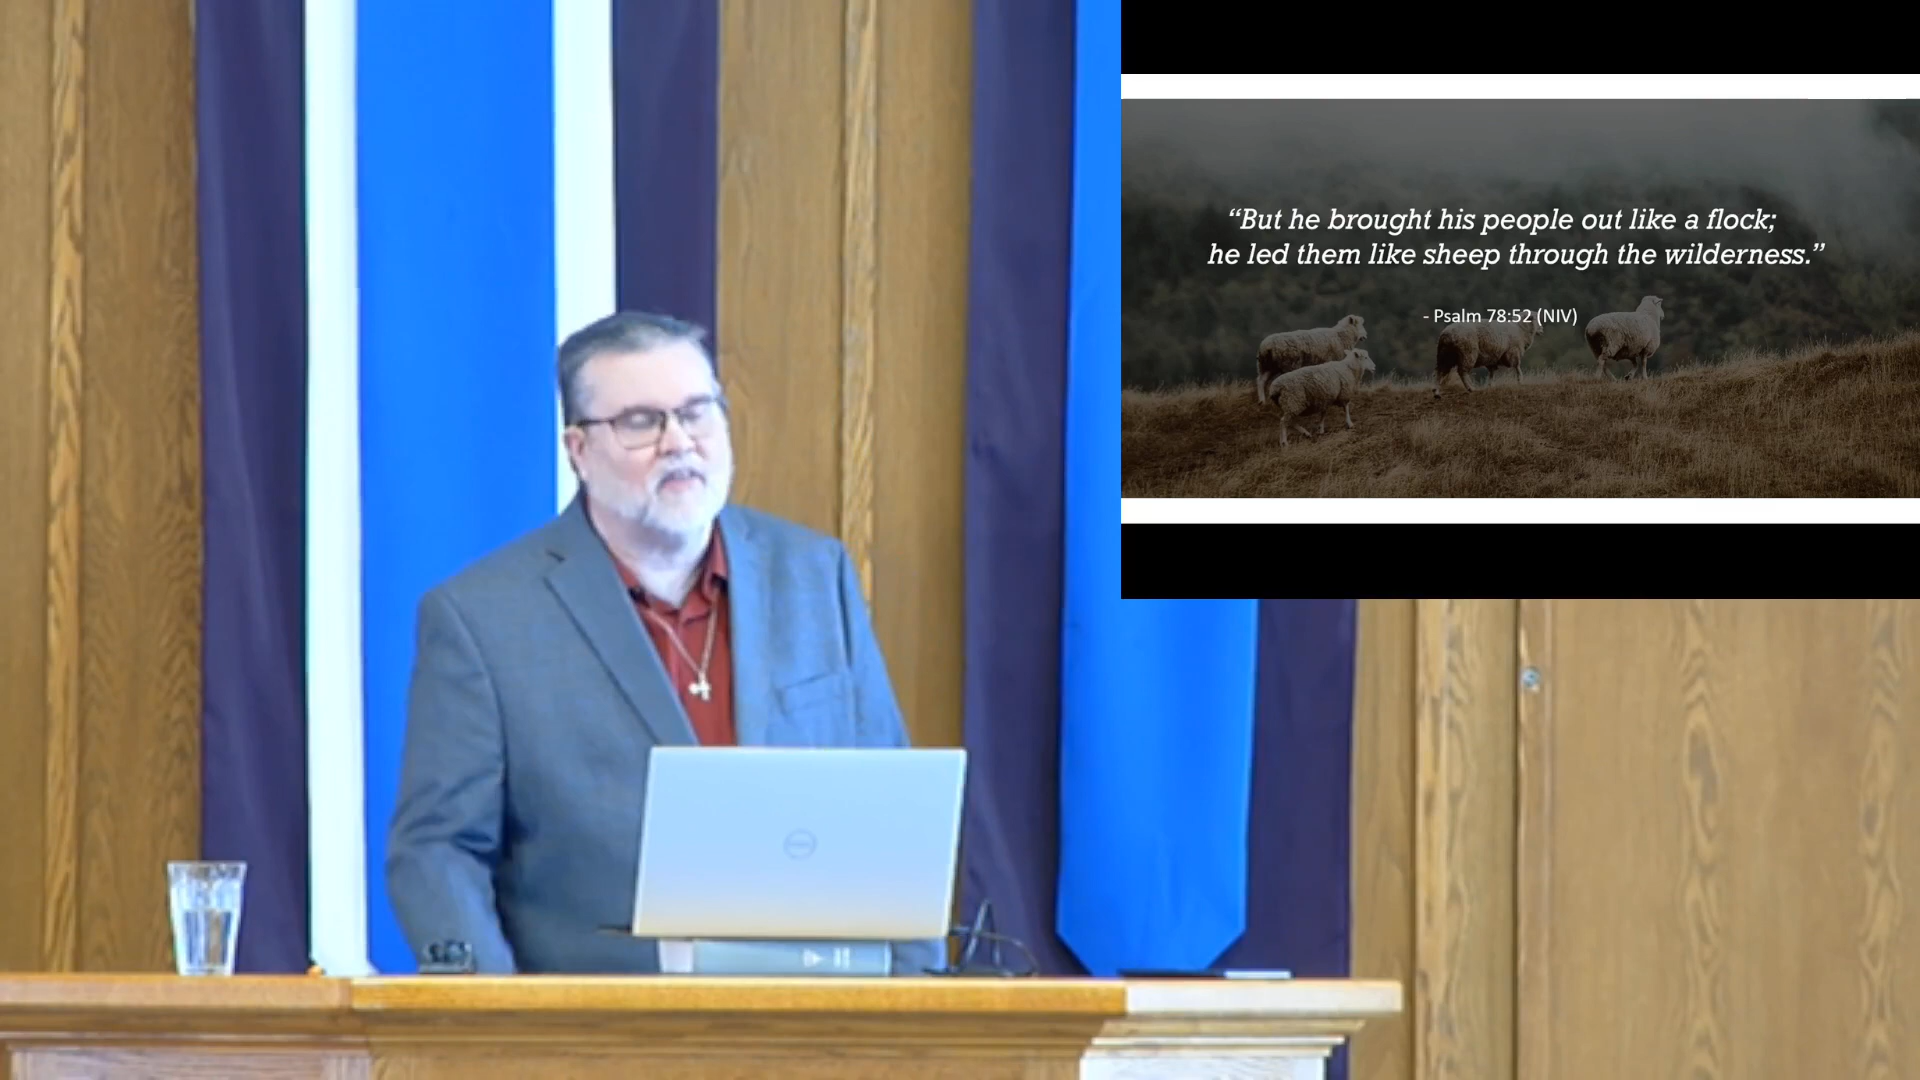 “But he brought his people out like a flock;
he led them like sheep through the wilderness.”
- Psalm 78:52 (NIV)